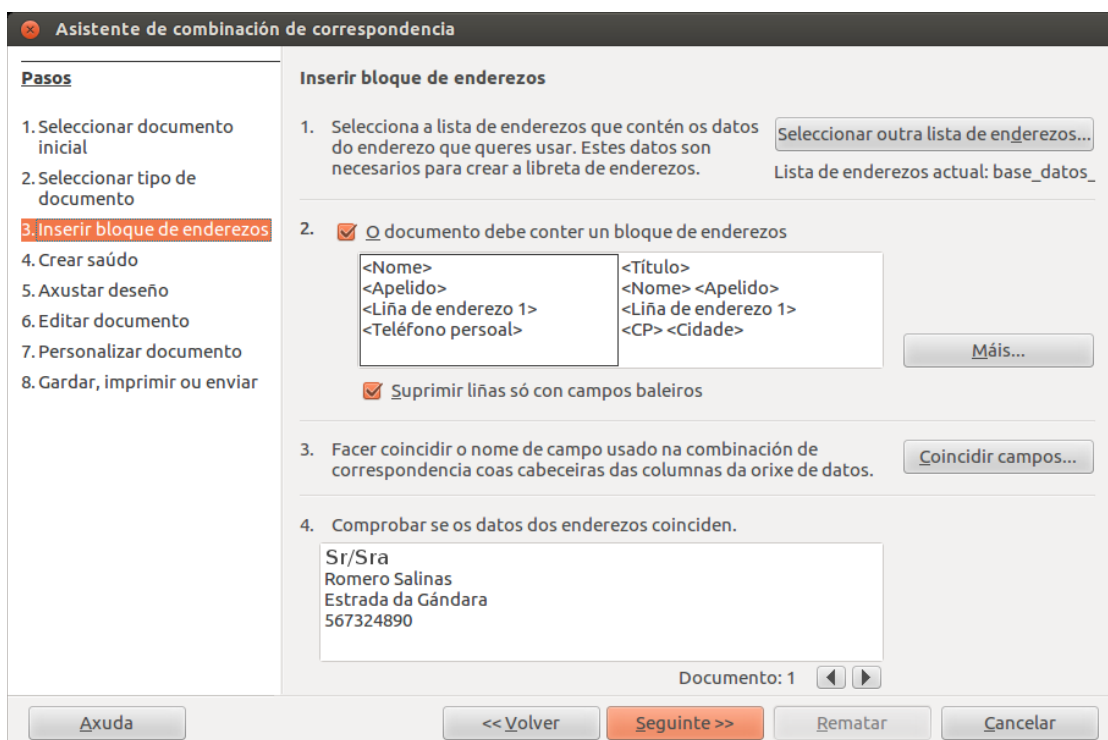 Asistente de combinación de correspondencia
Pasos
1. Seleccionar documento
inicial
2. Seleccionar tipo de
documento
3. Inserir bloque de enderezos
4. Crear saúdo
5. Axustar deseño
6. Editar documento
7. Personalizar documento
8. Gardar, imprimir ou enviar
Inserir bloque de enderezos
1. Selecciona a lista de enderezos que contén os datos
do enderezo que queres usar. Estes datos son
necesarios para crear a libreta de enderezos.
Seleccionar outra lista de enderezos...
Lista de enderezos actual: base_datos_
2. O documento debe conter un bloque de enderezos
<Nome>
<Apelido>
<Liña de enderezo 1>
<Teléfono persoal>
<Título>
<Nome> <Apelido>
<Liña de enderezo 1>
<CP> <Cidade>
Máis...
Suprimir liñas só con campos baleiros
3. Facer coincidir o nome de campo usado na combinación de
correspondencia coas cabeceiras das columnas da orixe de datos.
Coincidir campos...
4. Comprobar se os datos dos enderezos coinciden.
Sr/Sra
Romero Salinas
Estrada da Gándara
567324890
Documento: 1
Axuda
<< Volver
Seguinte >>
Rematar
Cancelar